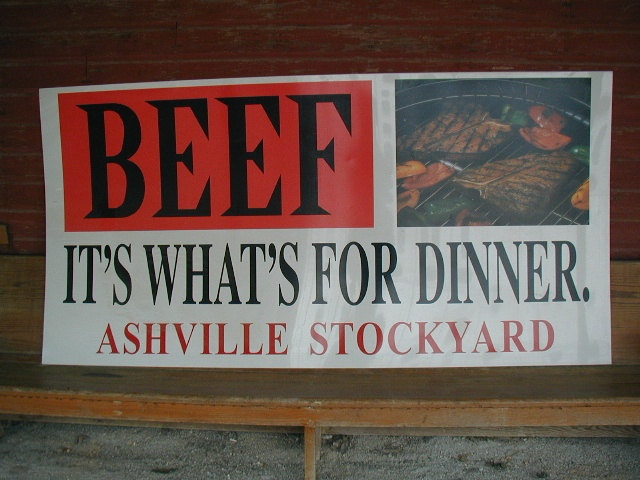 BEEF
IT'S WHAT'S FOR DINNER.
ASHVILLE STOCKYARD